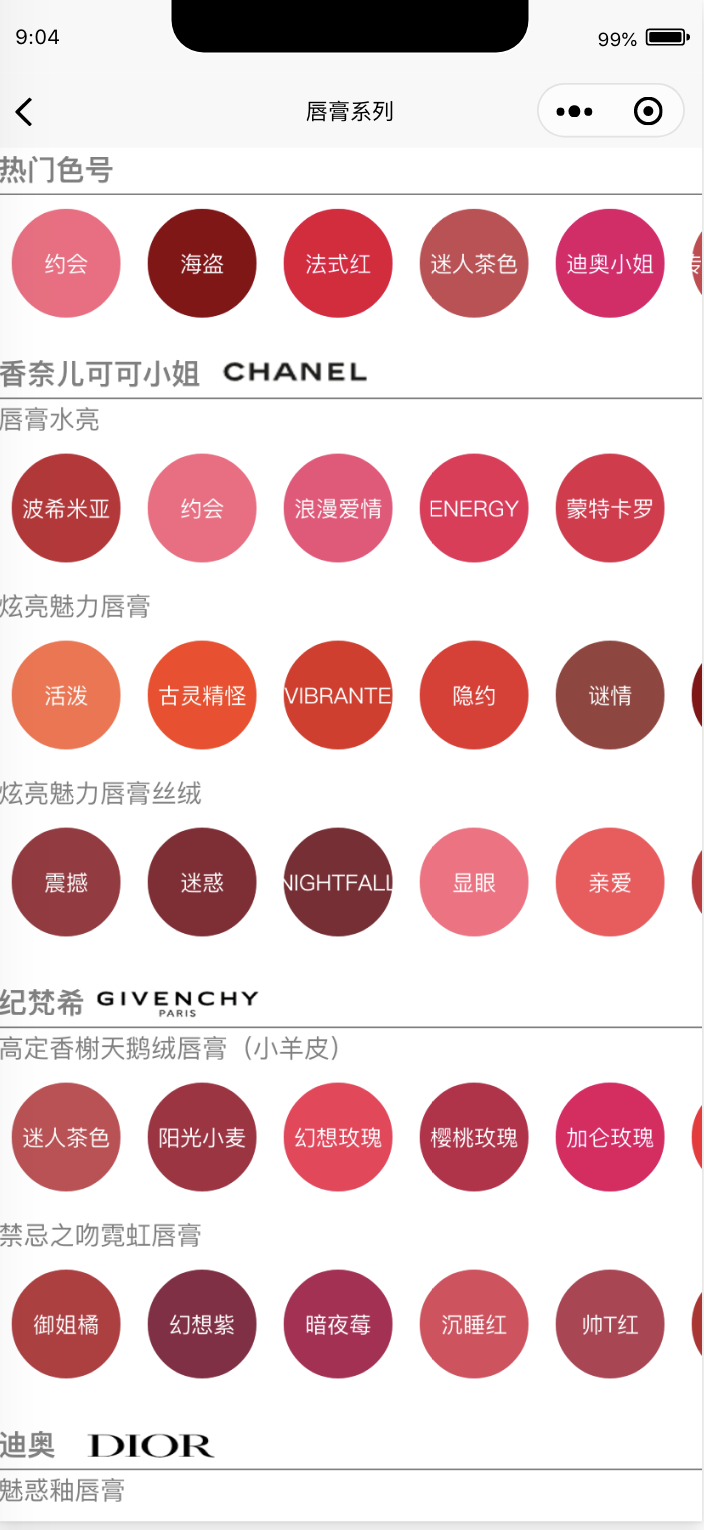 9:04
99%
唇膏系列
热门色号
约会 海盗 法式红 迷人茶色 迪奥小姐
香奈儿可可小姐 CHANEL
唇膏水亮
波希米亚 约会 浪漫爱情 ENERGY 蒙特卡罗
炫亮魅力唇膏
活泼 古灵精怪 VIBRANTE 隐约 谜情
炫亮魅力唇膏丝绒
震撼 迷惑 NIGHTFALL 显眼 亲爱
纪梵希 GIVENCHY
PARIS
高定香榭天鹅绒唇膏（小羊皮）
迷人茶色 阳光小麦 幻想玫瑰 樱桃玫瑰 加仑玫瑰
禁忌之吻霓虹唇膏
御姐橘 幻想紫 暗夜莓 沉睡红 帅T红
迪奥 DIOR
魅惑釉唇膏